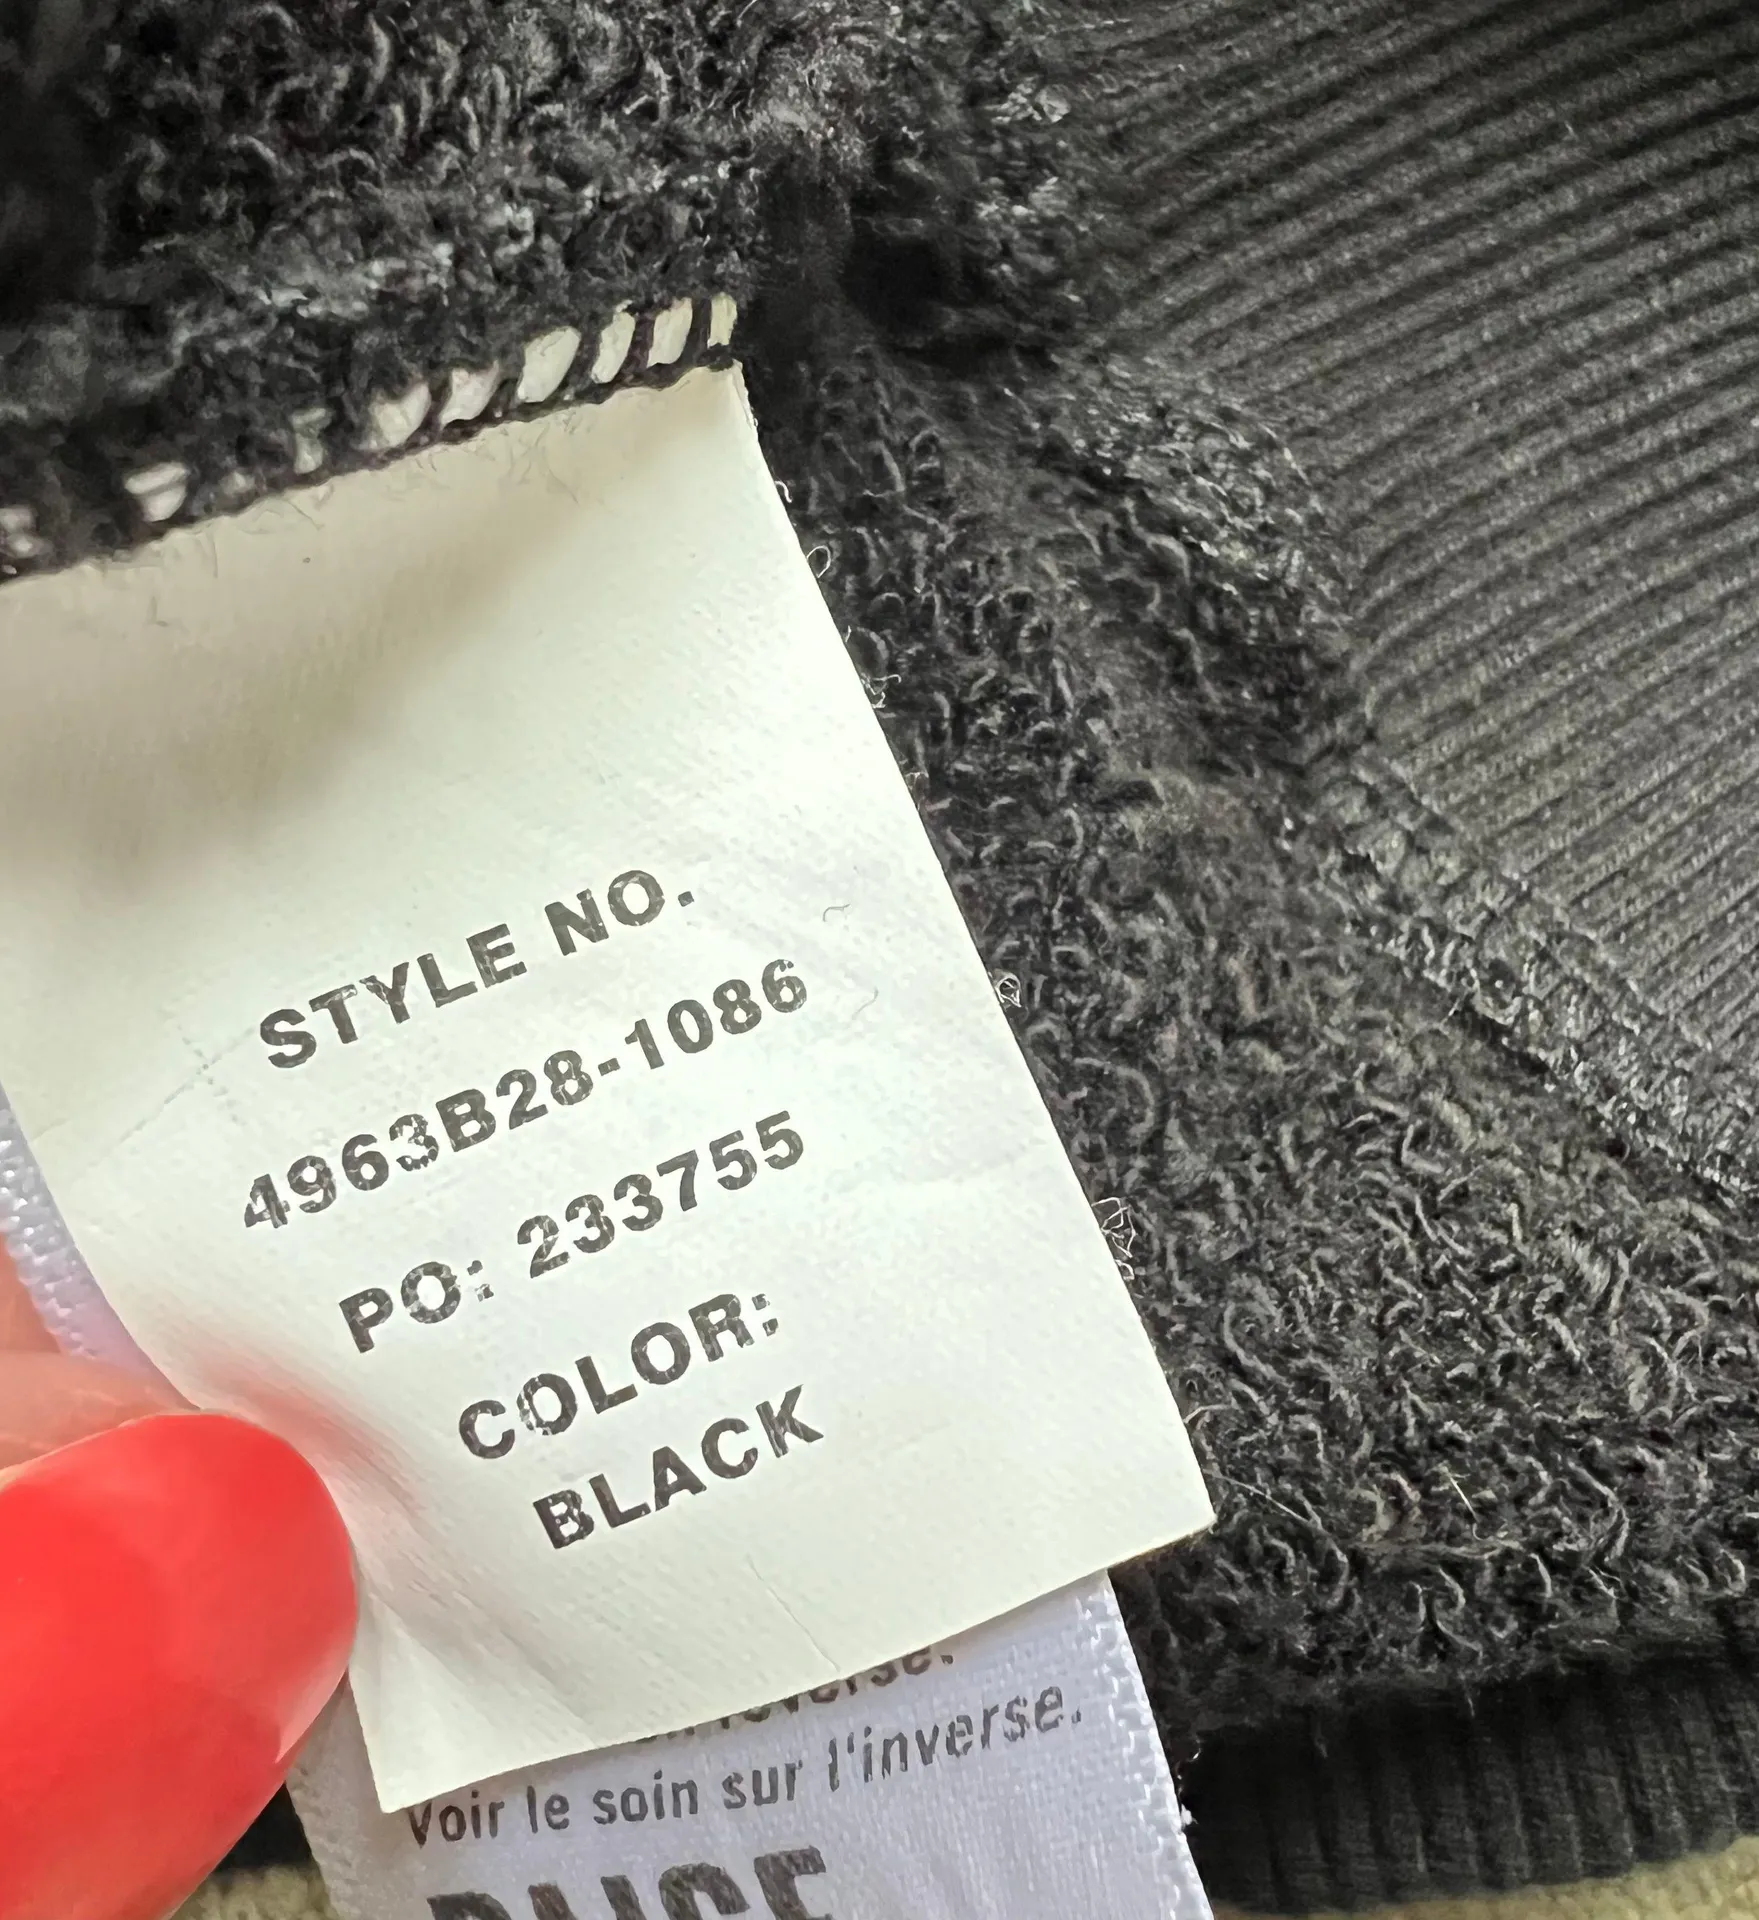 STYLE NO.
4963B28-1086
PO: 233755
COLOR:
BLACK
Voir le soin sur l'inverse.